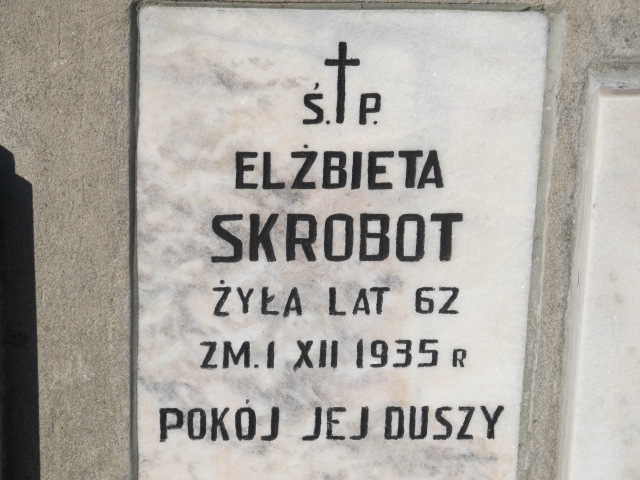 Ś. P.
ELŻBIETA
SKROBOT
ŻYŁA LAT 62
ZM. 1 XII 1935 R
POKÓJ JEJ DUSZY